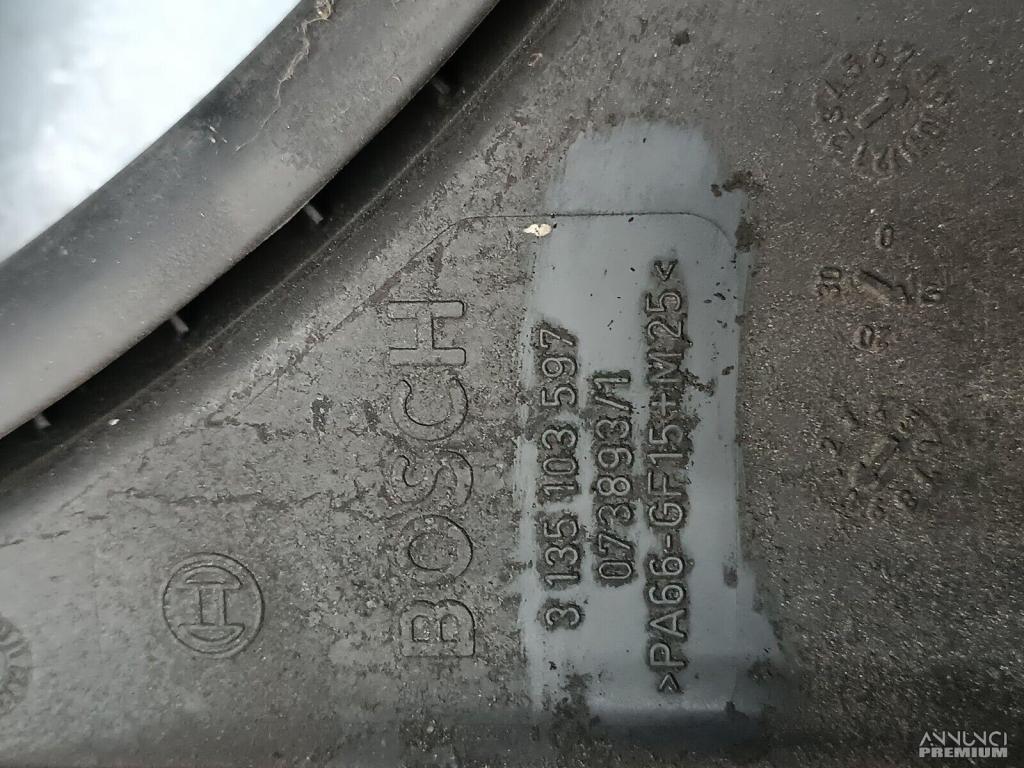 BOSCH
3 135 103 597
073893/1
>PA66-GF15+M25<
ANNUNCI
PREMIUM